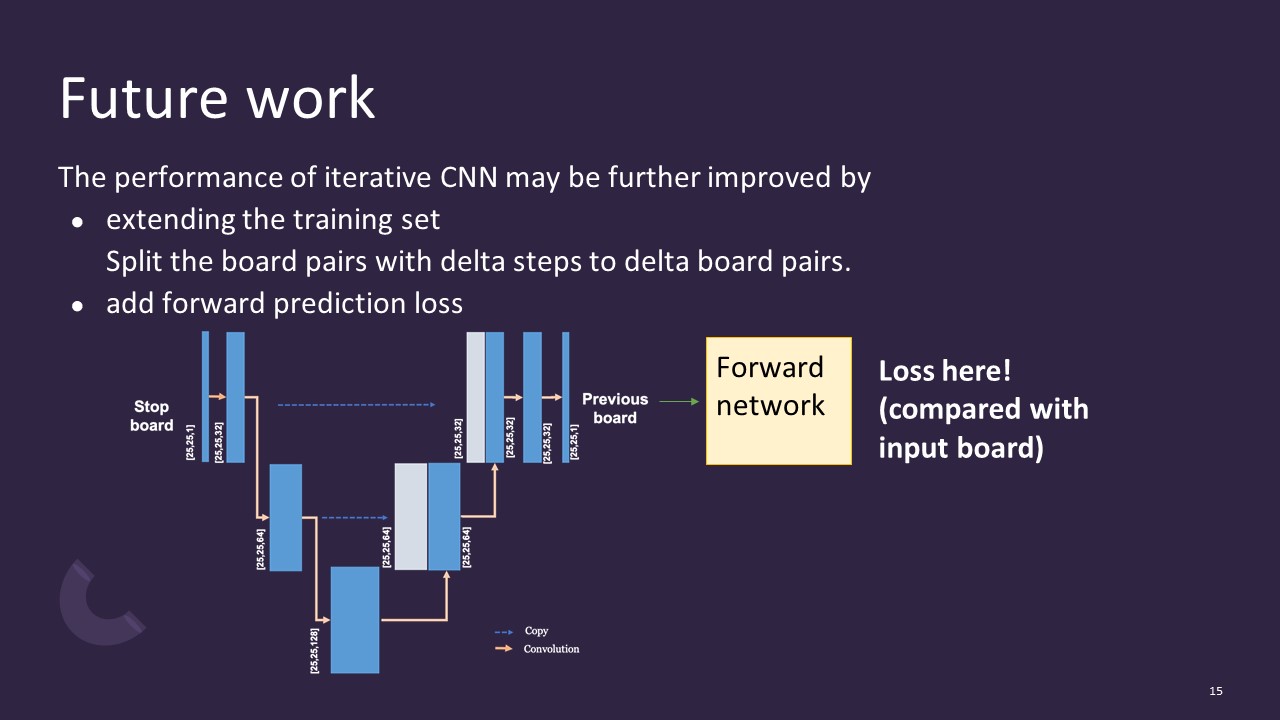 Future work
The performance of iterative CNN may be further improved by
● extending the training set
Split the board pairs with delta steps to delta board pairs.
● add forward prediction loss
Stop
board
[25,25,1]
[25,25,32]
[25,25,64]
[25,25,128]
[25,25,64]
[25,25,64]
[25,25,32]
[25,25,32]
[25,25,32]
[25,25,1]
Previous
board
Forward
network
Loss here!
(compared with
input board)
Copy
Convolution
15